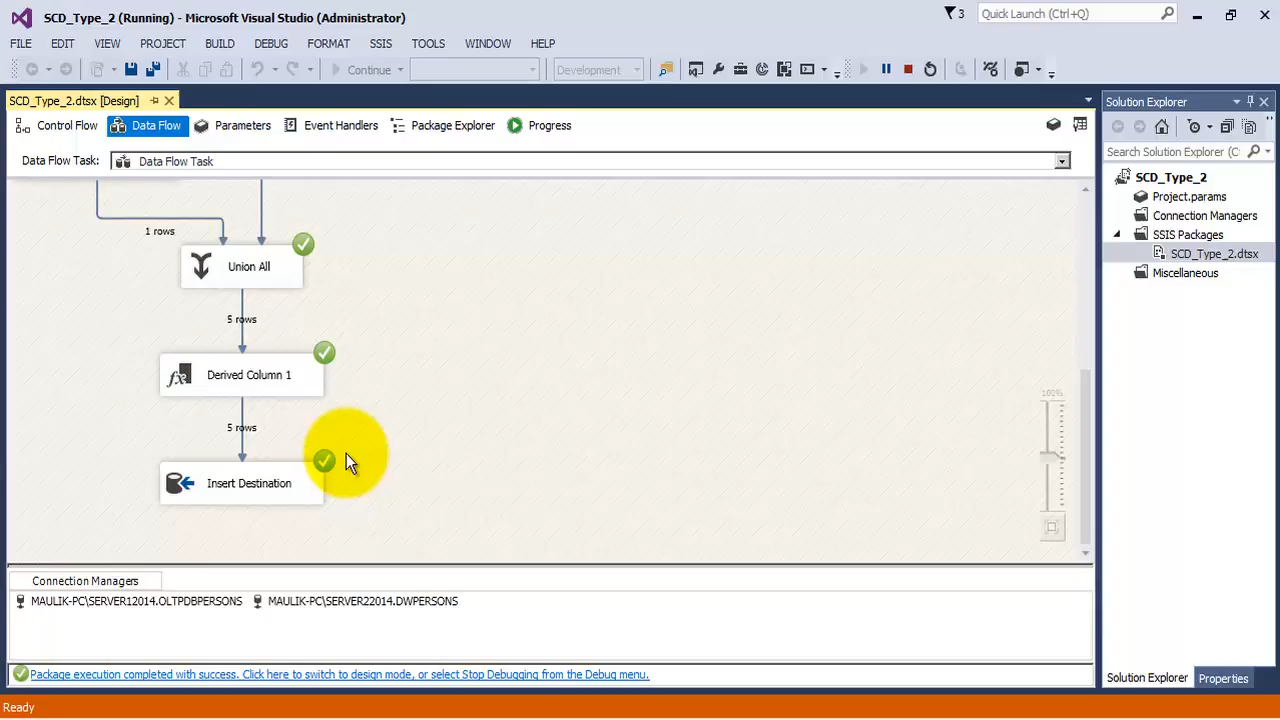 SCD_Type_2 (Running) - Microsoft Visual Studio (Administrator)
3
Quick Launch (Ctrl+Q)
FILE EDIT VIEW PROJECT BUILD DEBUG FORMAT SSIS TOOLS WINDOW HELP
Continue
Development
SCD_Type_2.dtsx [Design]
Solution Explorer
Control Flow Data Flow Parameters Event Handlers Package Explorer Progress
Data Flow Task: Data Flow Task
Search Solution Explorer (C
SCD_Type_2
Project.params
Connection Managers
SSIS Packages
SCD_Type_2.dtsx
Miscellaneous
1 rows
Union All
5 rows
fx Derived Column 1
5 rows
Insert Destination
100%
Connection Managers
MAULIK-PC\SERVER12014.OLTPDBPERSONS MAULIK-PC\SERVER22014.DWPERSONS
Package execution completed with success. Click here to switch to design mode, or select Stop Debugging from the Debug menu.
Solution Explorer Properties
Ready